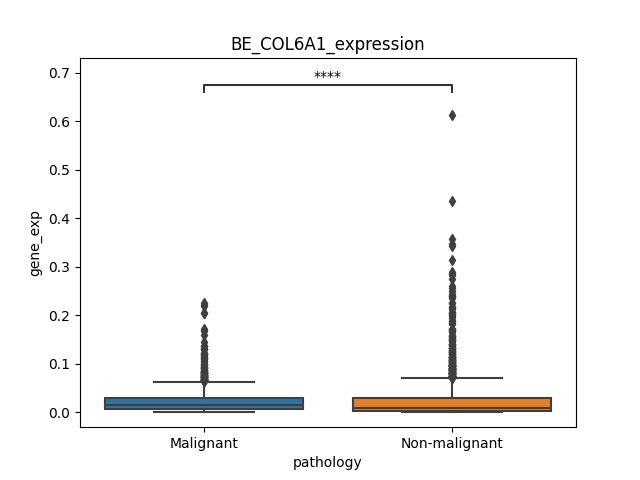 BE_COL6A1_expression
****
0.7
0.6
0.5
0.4
0.3
0.2
0.1
0.0
gene_exp
Malignant
Non-malignant
pathology